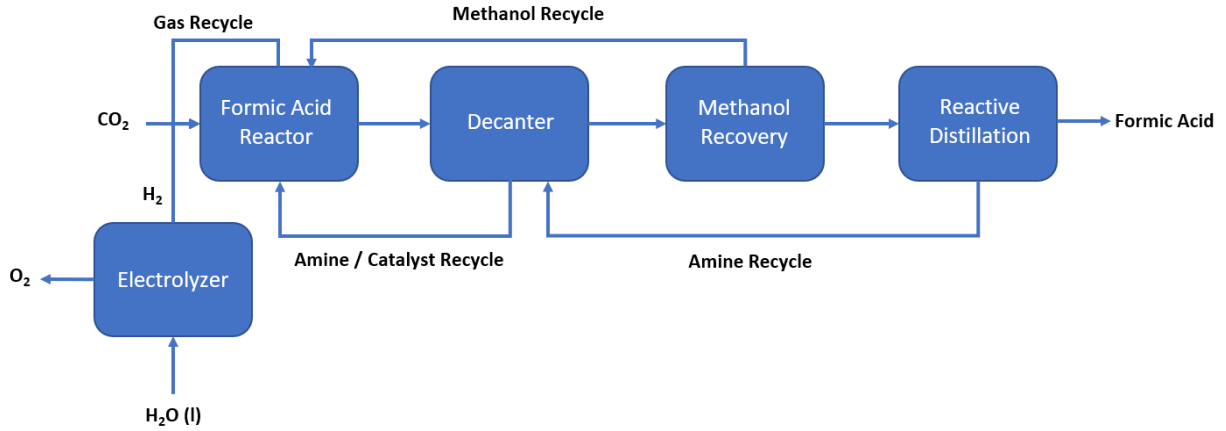 Methanol Recycle
Gas Recycle
Formic Acid
Reactor
Decanter
Methanol
Recovery
Reactive
Distillation
CO₂
Formic Acid
H₂
Amine / Catalyst Recycle
Amine Recycle
O₂
Electrolyzer
H₂O (l)